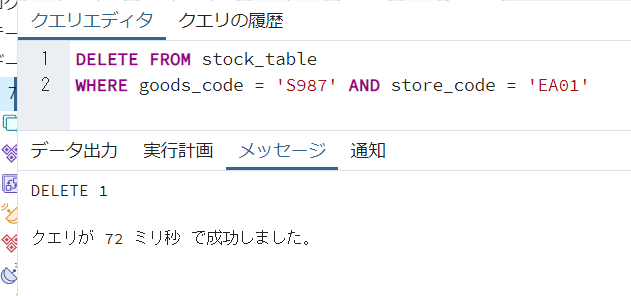 クエリエディタ クエリの履歴
1 DELETE FROM stock_table
2 WHERE goods_code = 'S987' AND store_code = 'EA01'
データ出力 実行計画 メッセージ 通知
DELETE 1
クエリが 72 ミリ秒 で成功しました。